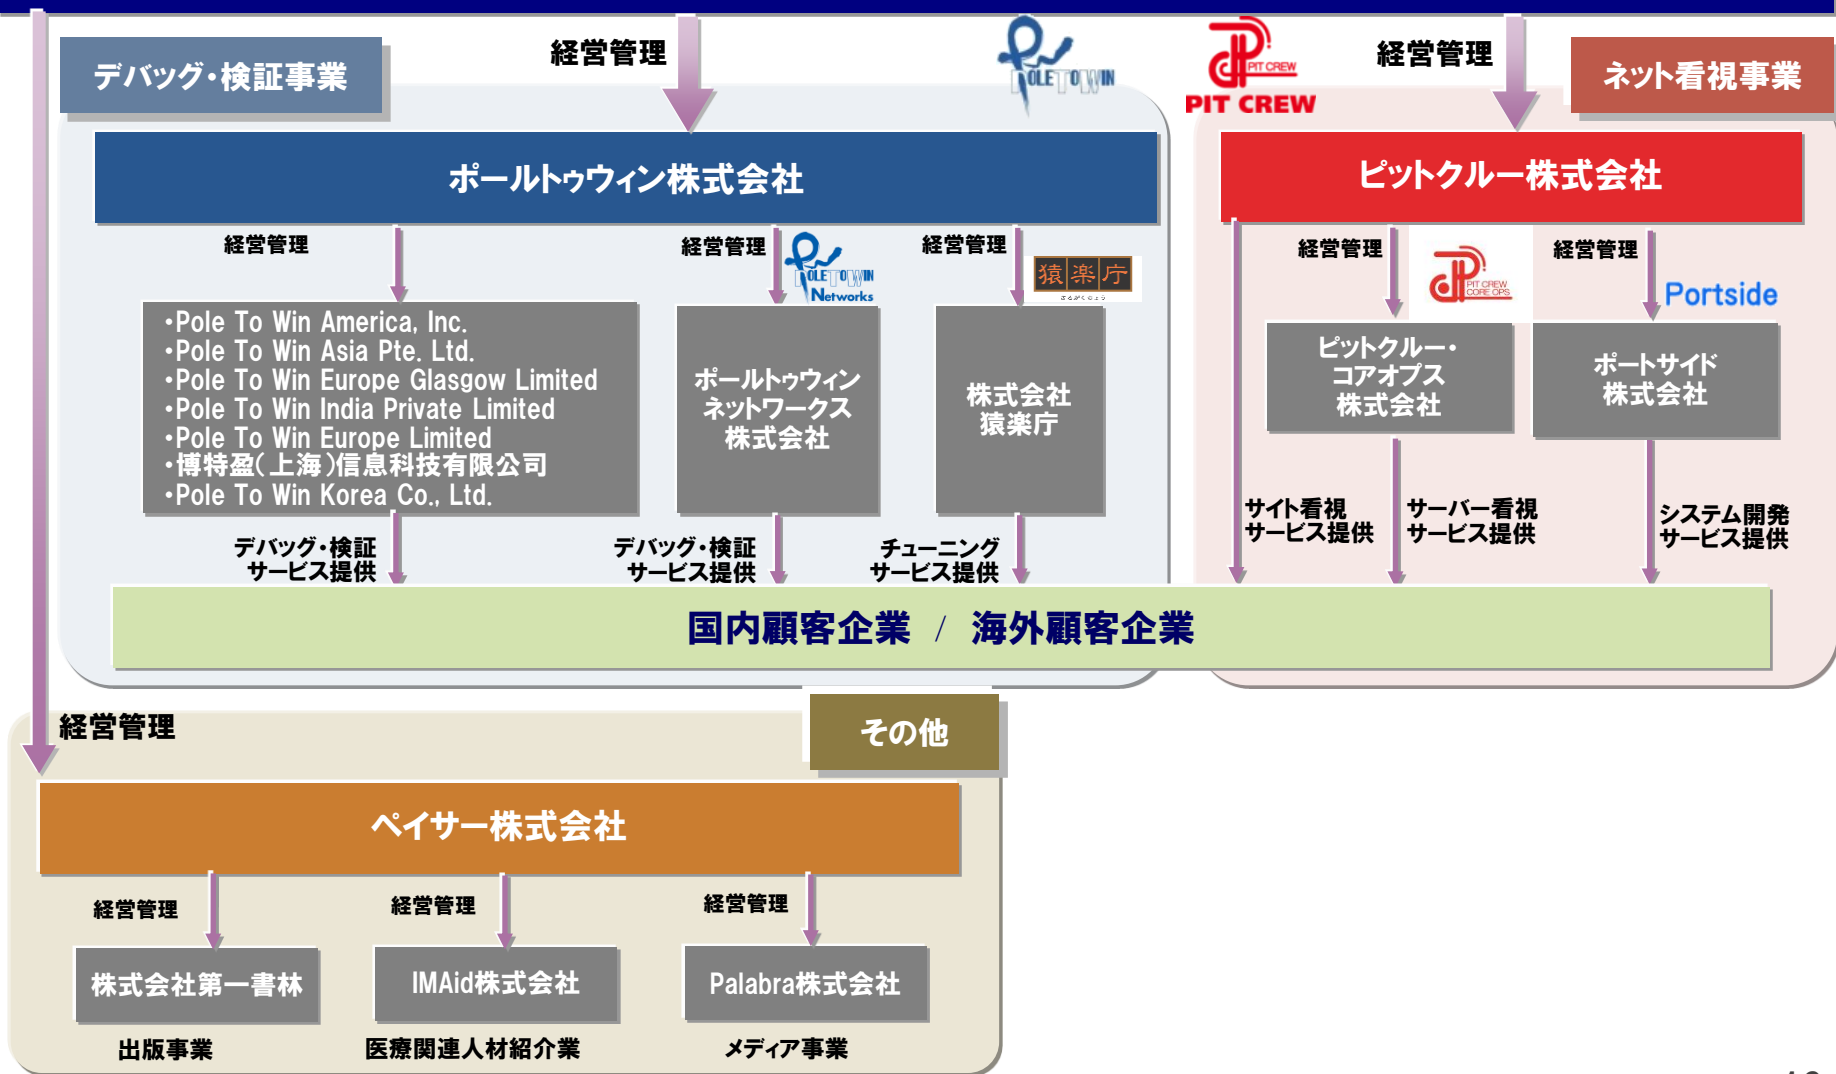 経営管理
経営管理
デバッグ・検証事業
POLE TO WIN
PIT CREW
PIT CREW
ネット看視事業
ポールトゥウィン株式会社
ピットクルー株式会社
経営管理
経営管理
経営管理
経営管理
経営管理
POLE TO WIN
Networks
猿楽庁
さるがくちょう
PIT CREW
CORE OPS
Portside
・Pole To Win America, Inc.
・Pole To Win Asia Pte. Ltd.
・Pole To Win Europe Glasgow Limited
・Pole To Win India Private Limited
・Pole To Win Europe Limited
・博特盈(上海)信息科技有限公司
・Pole To Win Korea Co., Ltd.
ポールトゥウィン
ネットワークス
株式会社
株式会社
猿楽庁
ピットクルー・
コアオプス
株式会社
ポートサイド
株式会社
デバッグ・検証
サービス提供
デバッグ・検証
サービス提供
チューニング
サービス提供
サイト看視
サービス提供
サーバー看視
サービス提供
システム開発
サービス提供
国内顧客企業 / 海外顧客企業
経営管理
その他
ペイサー株式会社
経営管理
経営管理
経営管理
株式会社第一書林
IMAid株式会社
Palabra株式会社
出版事業
医療関連人材紹介業
メディア事業